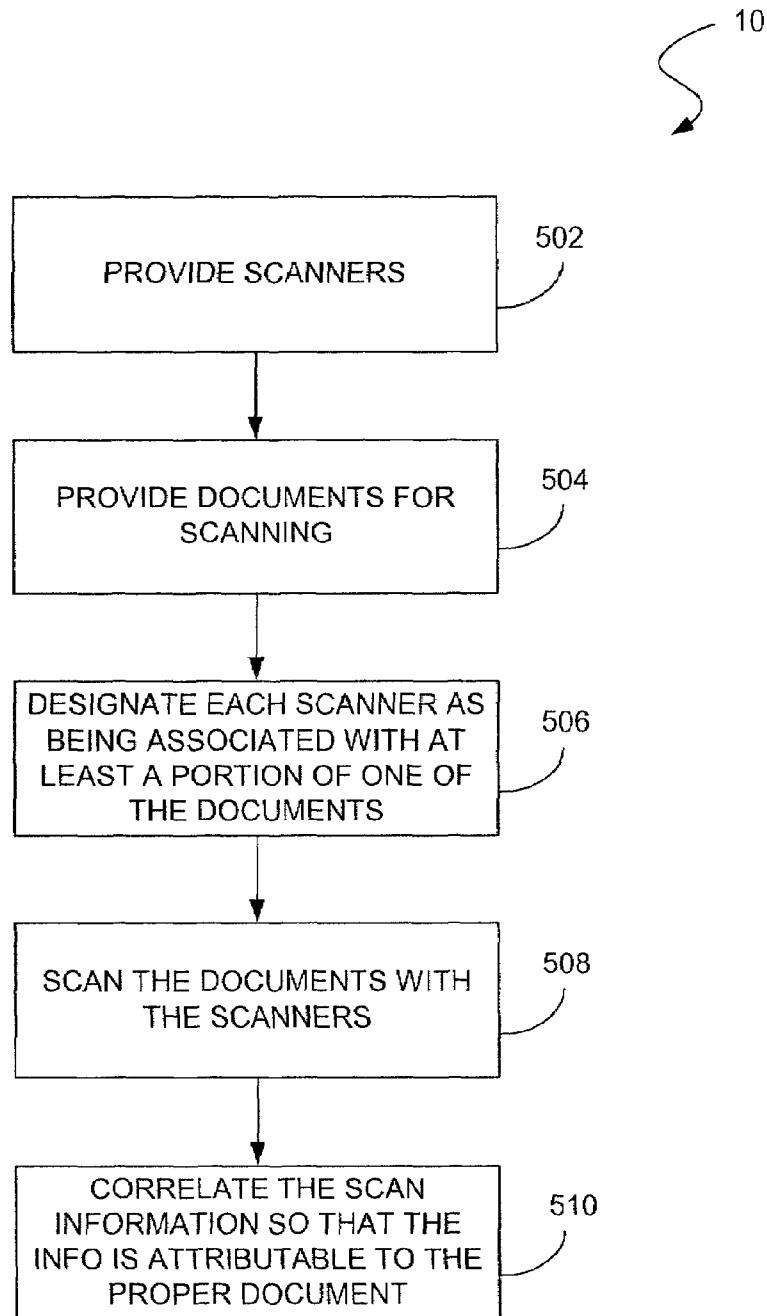 10
PROVIDE SCANNERS
502
PROVIDE DOCUMENTS FOR
SCANNING
504
DESIGNATE EACH SCANNER AS
BEING ASSOCIATED WITH AT
LEAST A PORTION OF ONE OF
THE DOCUMENTS
506
SCAN THE DOCUMENTS WITH
THE SCANNERS
508
CORRELATE THE SCAN
INFORMATION SO THAT THE
INFO IS ATTRIBUTABLE TO THE
PROPER DOCUMENT
510